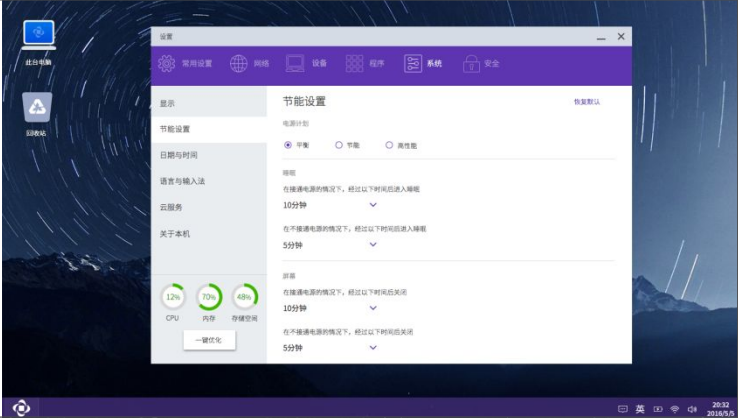 此台电脑
回收站
设置
常用设置 网络 设备 程序 系统 安全
显示
节能设置
日期与时间
语言与输入法
云服务
关于本机
12% 70% 48%
CPU 内存 存储空间
一键优化
节能设置 恢复默认
电源计划
平衡 节能 高性能
睡眠
在接通电源的情况下，经过以下时间后进入睡眠
10分钟
在不接通电源的情况下，经过以下时间后进入睡眠
5分钟
屏幕
在接通电源的情况下，经过以下时间后关闭
10分钟
在不接通电源的情况下，经过以下时间后关闭
5分钟
英
20:32
2016/5/5